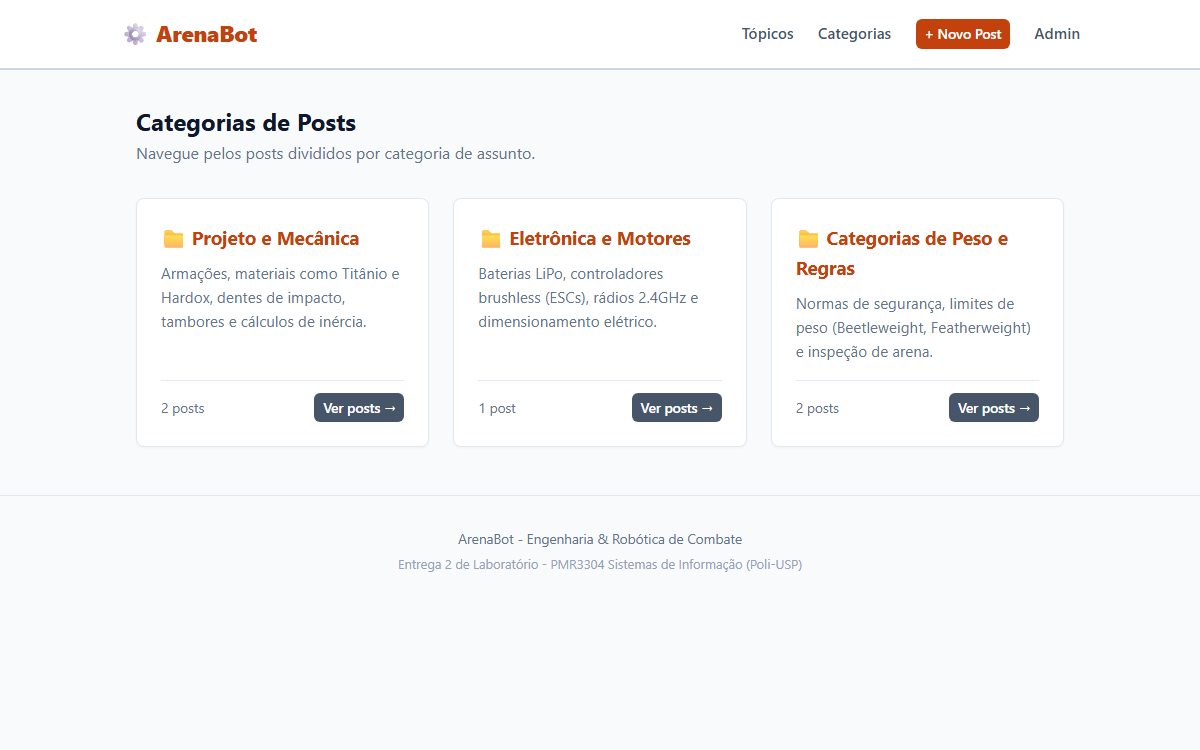 ArenaBot
Tópicos
Categorias
+ Novo Post
Admin
Categorias de Posts
Navegue pelos posts divididos por categoria de assunto.
Projeto e Mecânica
Armações, materiais como Titânio e
Hardox, dentes de impacto,
tambores e cálculos de inércia.
2 posts
Ver posts →
Eletrônica e Motores
Baterias LiPo, controladores
brushless (ESCs), rádios 2.4GHz e
dimensionamento elétrico.
1 post
Ver posts →
Categorias de Peso e
Regras
Normas de segurança, limites de
peso (Beetleweight, Featherweight)
e inspeção de arena.
2 posts
Ver posts →
ArenaBot - Engenharia & Robótica de Combate
Entrega 2 de Laboratório - PMR3304 Sistemas de Informação (Poli-USP)